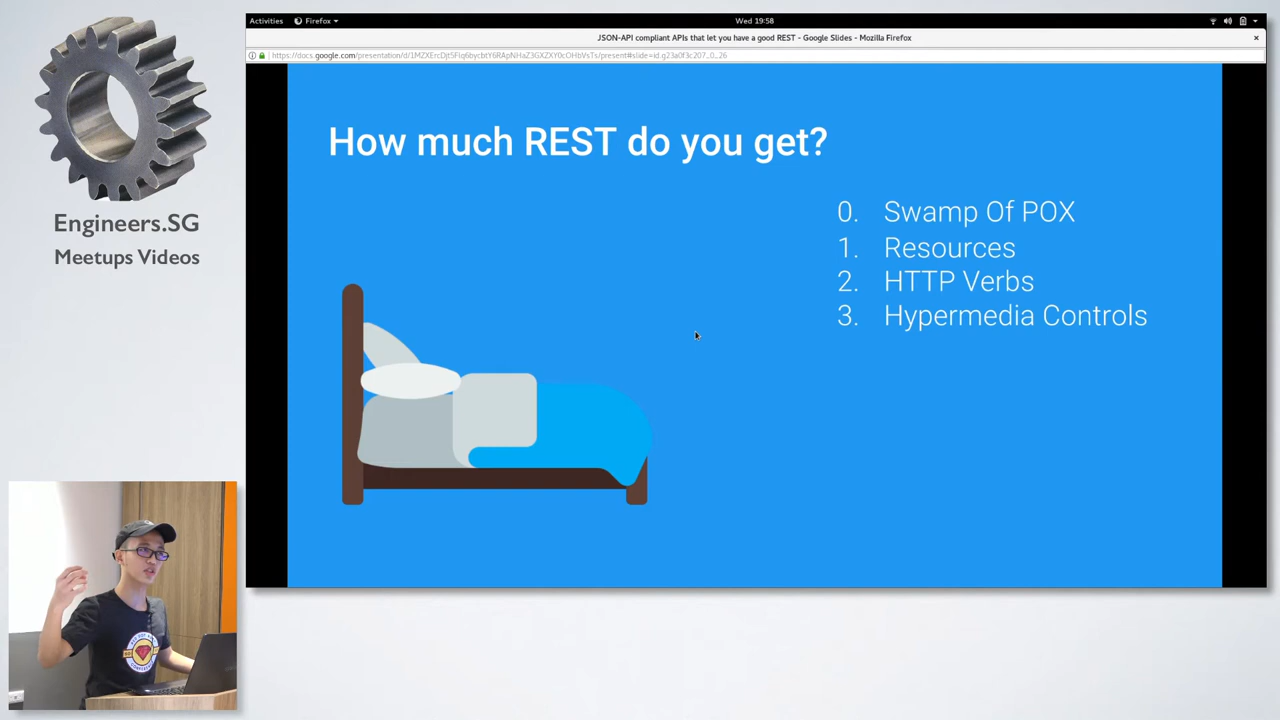 Activities
Firefox
Wed 19:58
JSON-API compliant APIs that let you have a good REST - Google Slides - Mozilla Firefox
How much REST do you get?
0. Swamp Of POX
1. Resources
2. HTTP Verbs
3. Hypermedia Controls
Engineers.SG
Meetups Videos